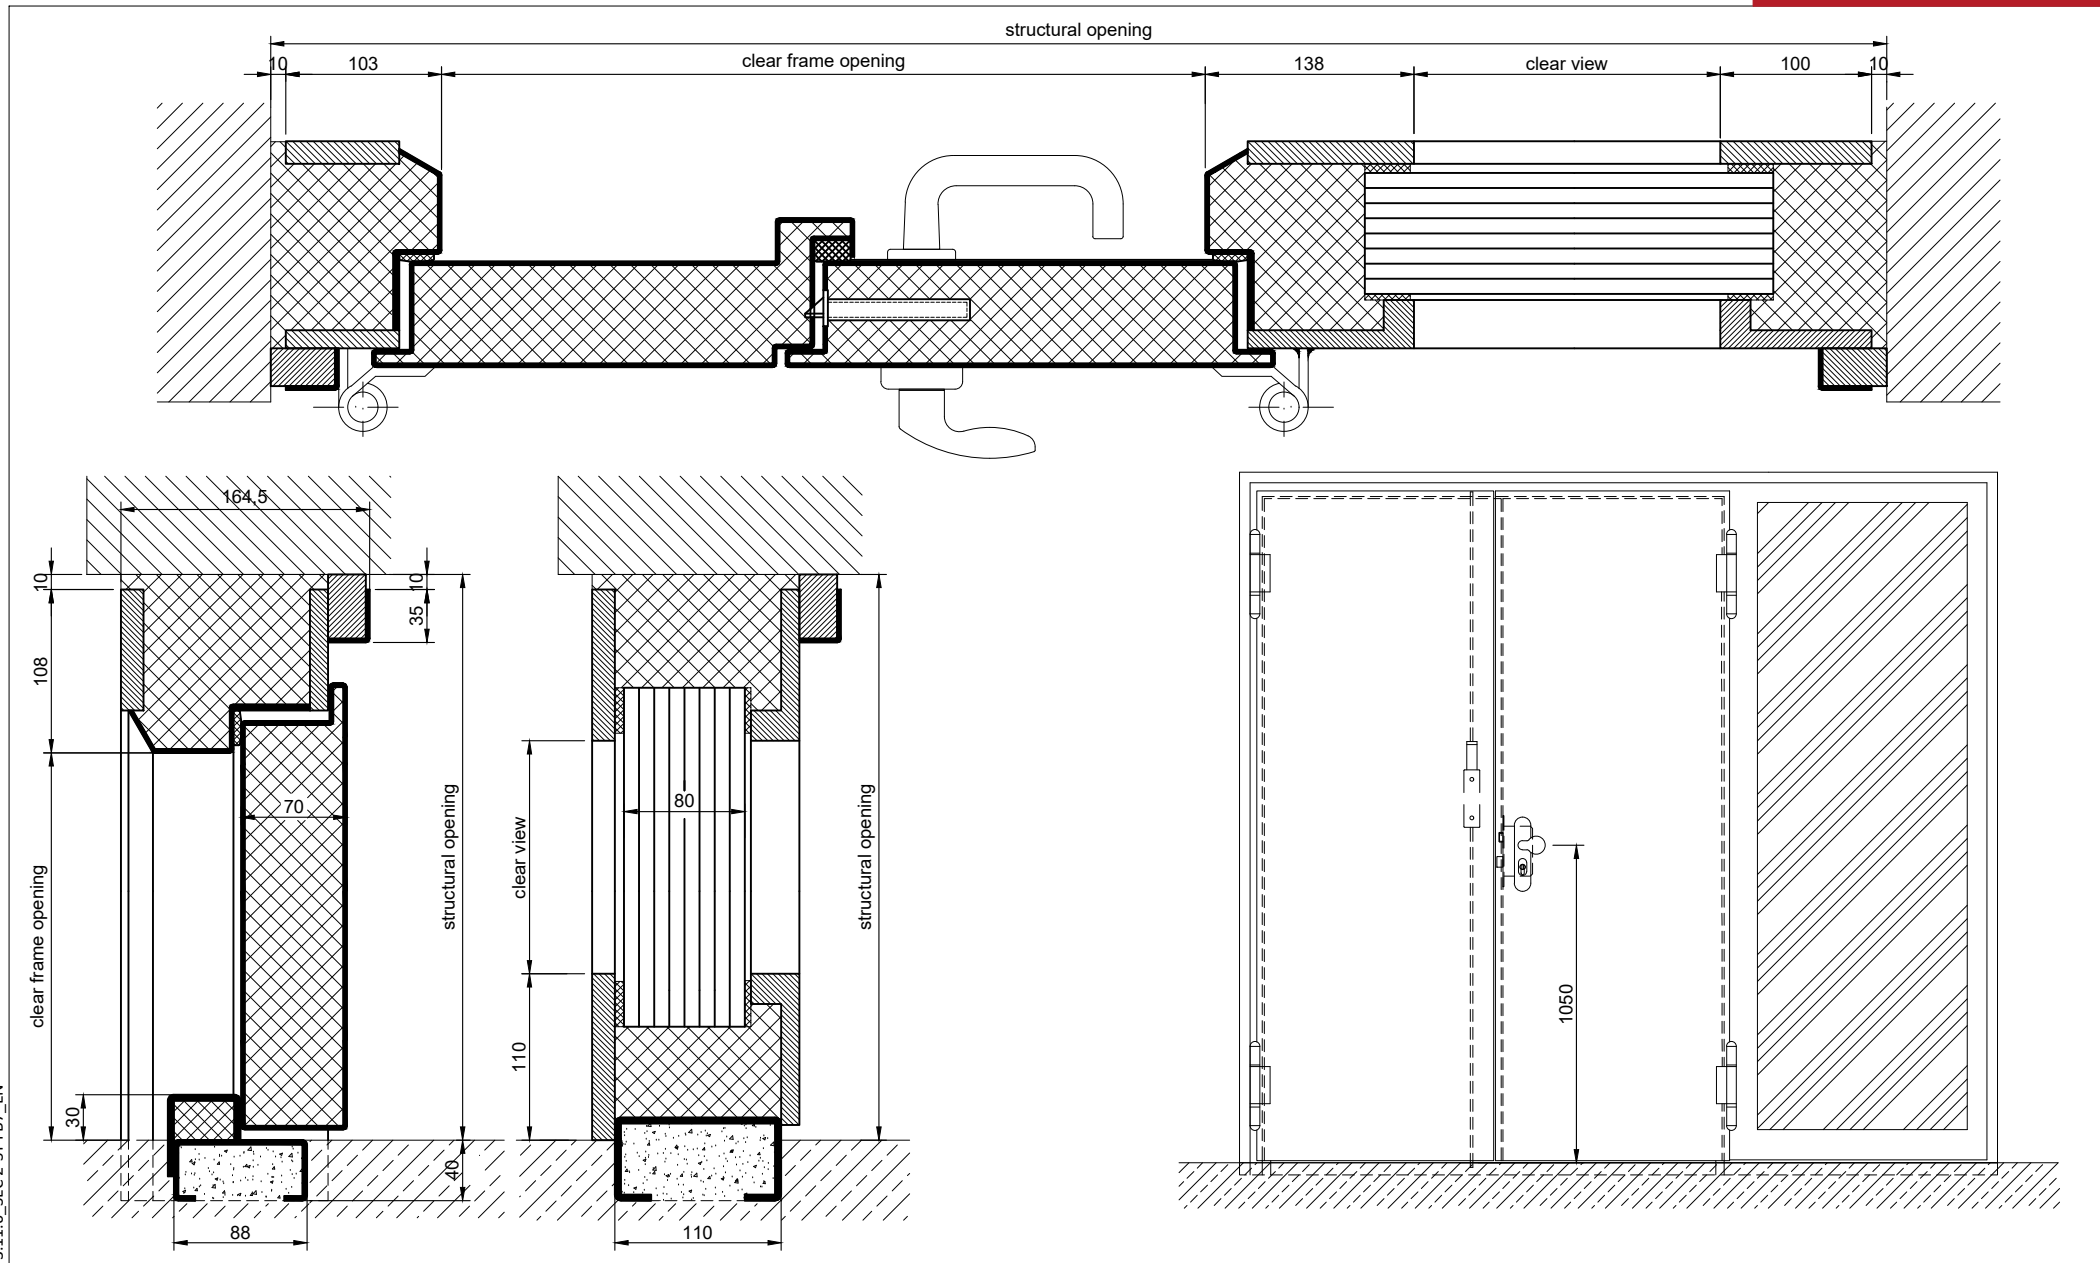 structural opening
10 103 clear frame opening 138 clear view 100 10
164,5
10
108
clear frame opening
30
10
35
70
structural opening
40
88
clear view
110
80
structural opening
110
1050